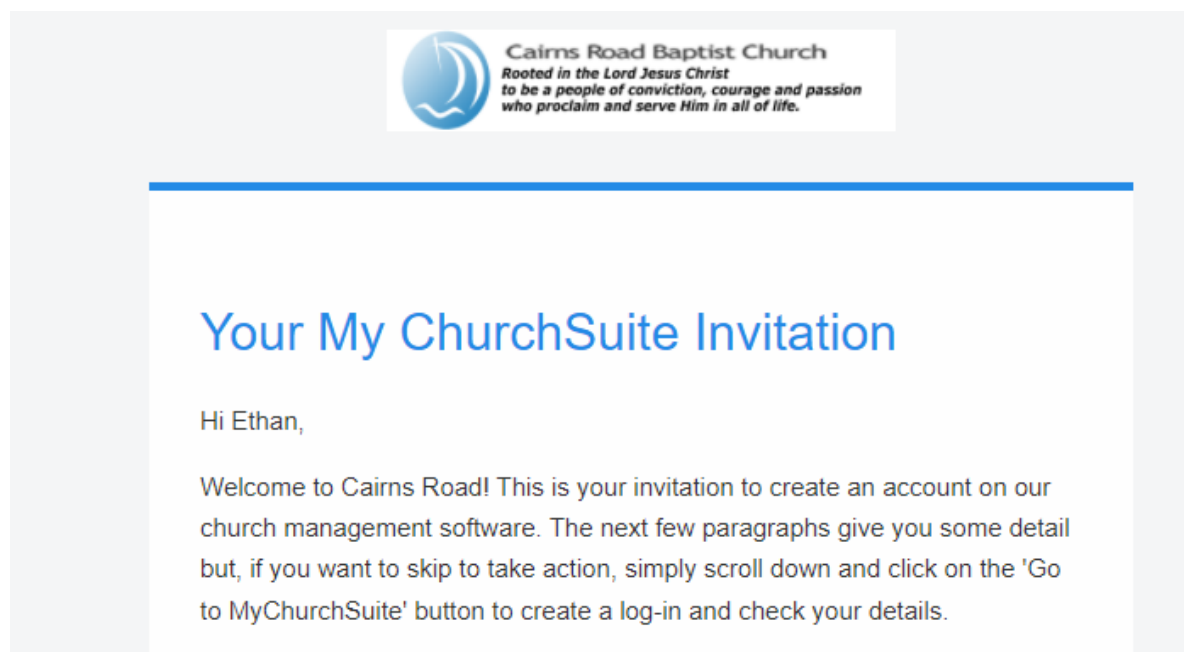 Cairns Road Baptist Church
Rooted in the Lord Jesus Christ
to be a people of conviction, courage and passion
who proclaim and serve Him in all of life.
Your My ChurchSuite Invitation
Hi Ethan,
Welcome to Cairns Road! This is your invitation to create an account on our
church management software. The next few paragraphs give you some detail
but, if you want to skip to take action, simply scroll down and click on the 'Go
to MyChurchSuite' button to create a log-in and check your details.